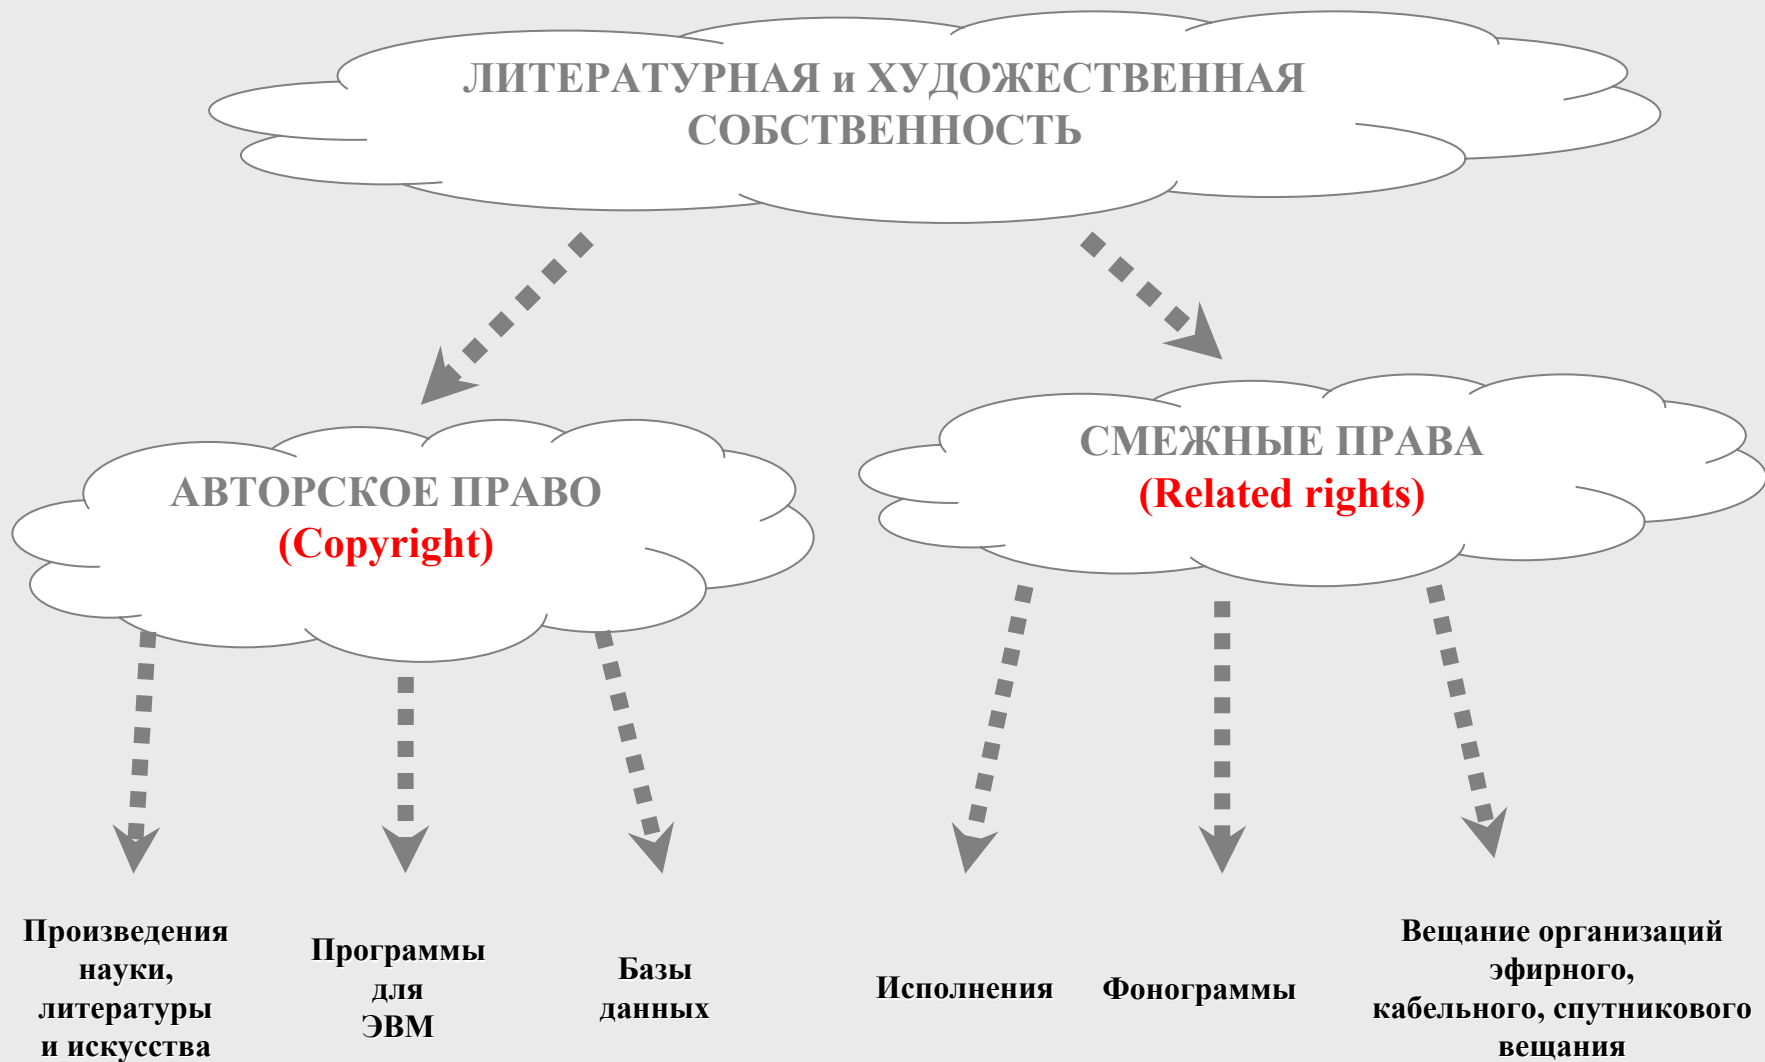 ЛИТЕРАТУРНАЯ и ХУДОЖЕСТВЕННАЯ
СОБСТВЕННОСТЬ
АВТОРСКОЕ ПРАВО
(Copyright)
СМЕЖНЫЕ ПРАВА
(Related rights)
Произведения
науки,
литературы
и искусства
Программы
для
ЭВМ
Базы
данных
Исполнения
Фонограммы
Вещание организаций
эфирного,
кабельного, спутникового
вещания